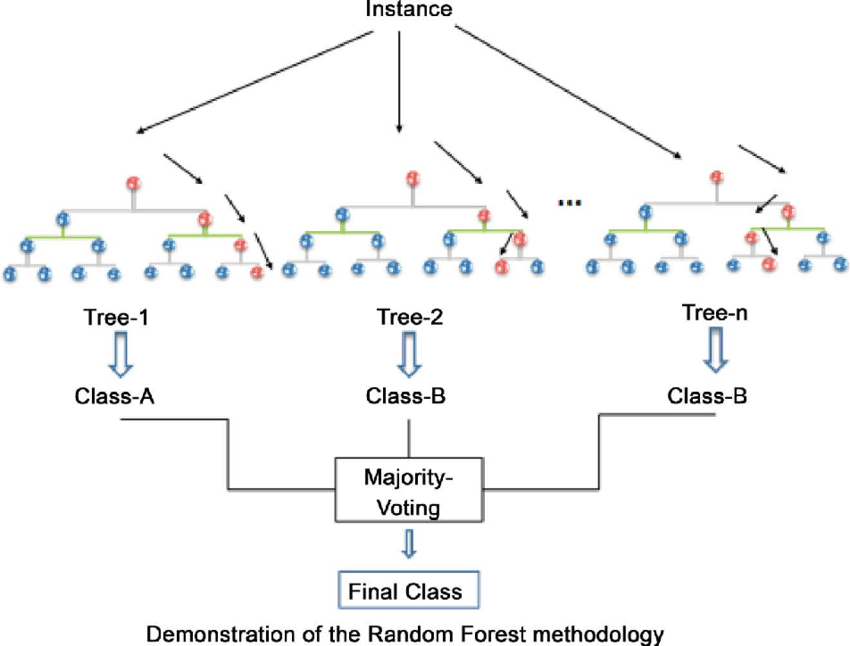 Instance
...
Tree-1
Tree-2
Tree-n
Class-A
Class-B
Class-B
Majority-
Voting
Final Class
Demonstration of the Random Forest methodology